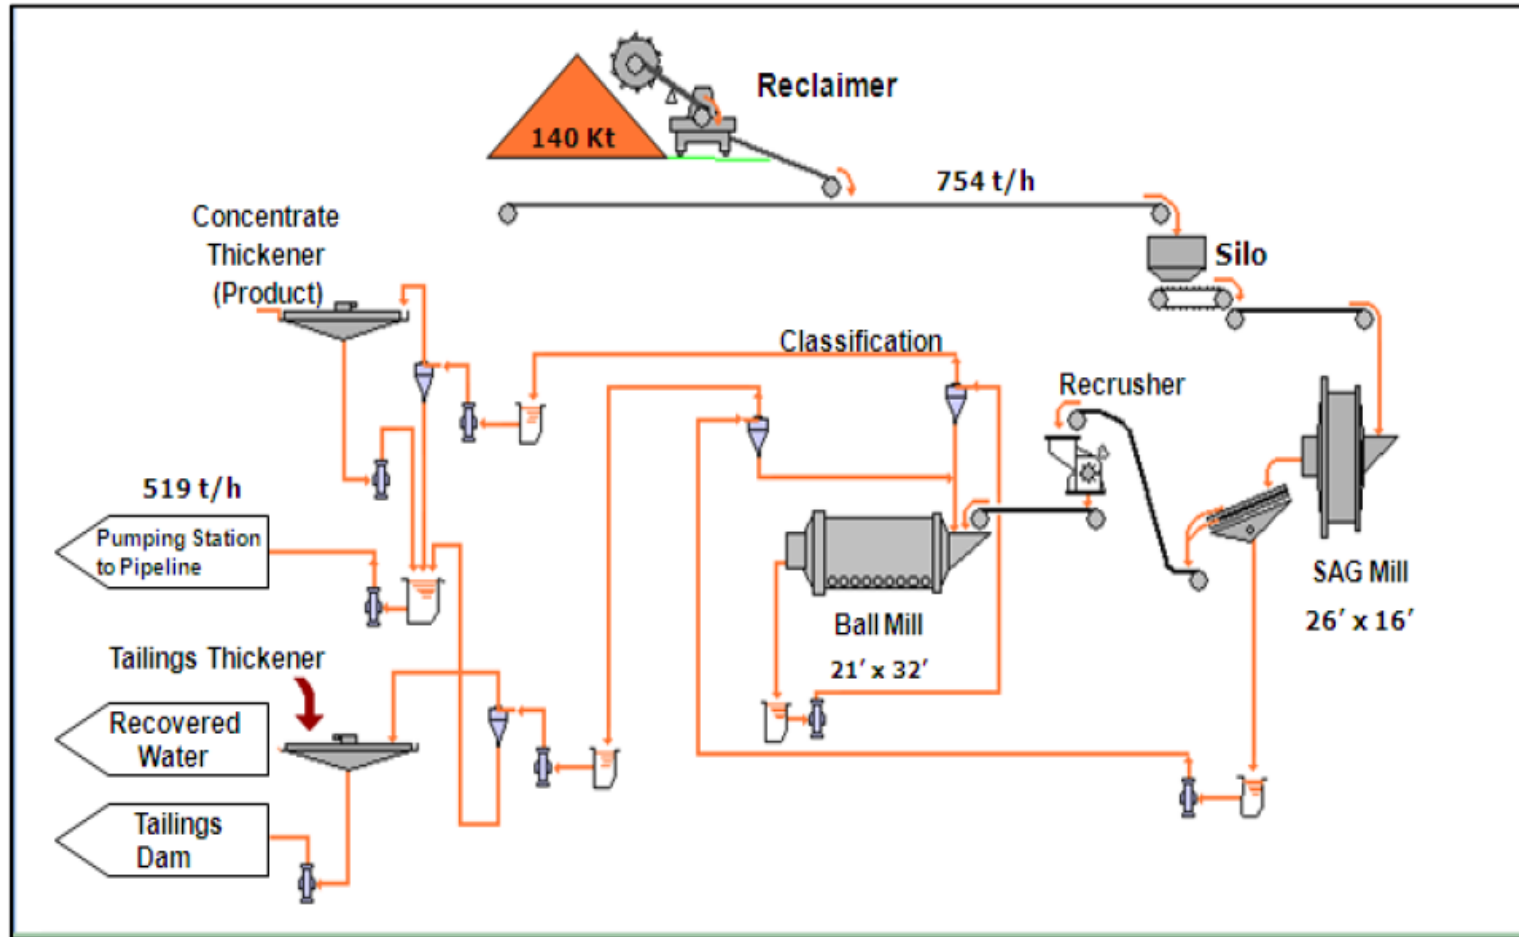 Reclaimer
140 Kt
754 t/h
Concentrate
Thickener
(Product)
Silo
Classification
Recrusher
519 t/h
Pumping Station
to Pipeline
SAG Mill
26′ x 16′
Ball Mill
21′ x 32′
Tailings Thickener
Recovered
Water
Tailings
Dam